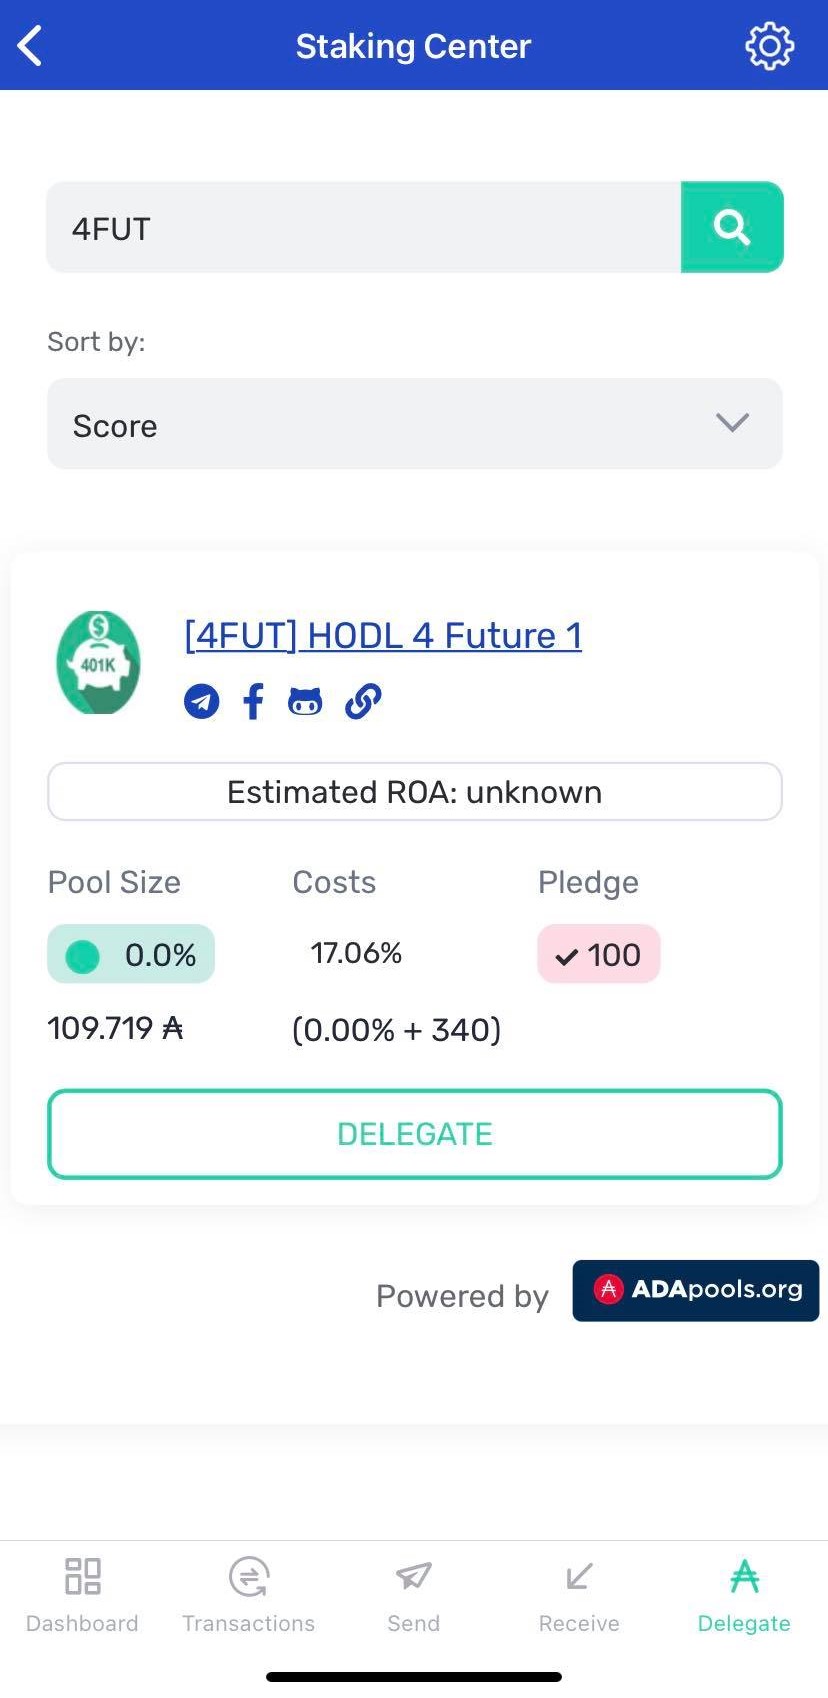 Staking Center
4FUT
Sort by:
Score
[4FUT] HODL 4 Future 1
$
401K
Estimated ROA: unknown
Pool Size Costs Pledge
0.0% 17.06% 100
109.719 ₳ (0.00% + 340)
DELEGATE
Powered by ADApools.org
Dashboard Transactions Send Receive Delegate